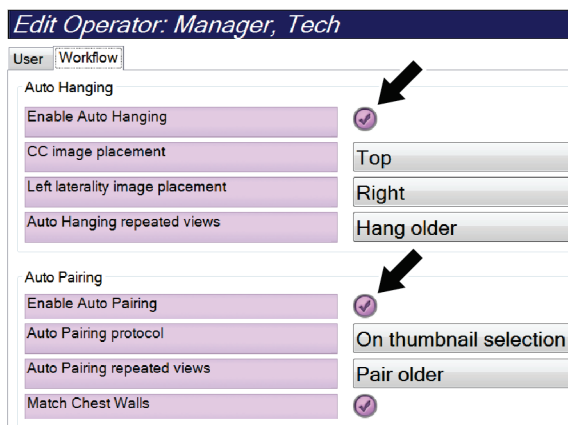 Edit Operator: Manager, Tech
User Workflow
Auto Hanging
Enable Auto Hanging
CC image placement Top
Left laterality image placement Right
Auto Hanging repeated views Hang older
Auto Pairing
Enable Auto Pairing
Auto Pairing protocol On thumbnail selection
Auto Pairing repeated views Pair older
Match Chest Walls